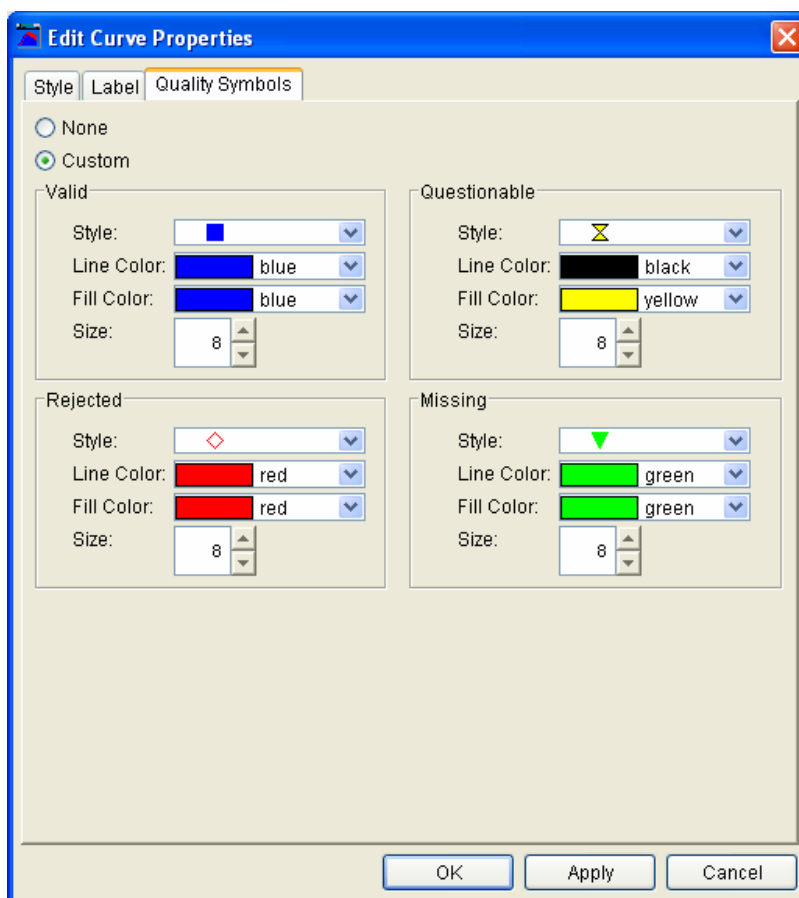 Edit Curve Properties
Style Label Quality Symbols
None
Custom
Valid
Style:
Line Color: blue
Fill Color: blue
Size: 8
Questionable
Style:
Line Color: black
Fill Color: yellow
Size: 8
Rejected
Style:
Line Color: red
Fill Color: red
Size: 8
Missing
Style:
Line Color: green
Fill Color: green
Size: 8
OK Apply Cancel